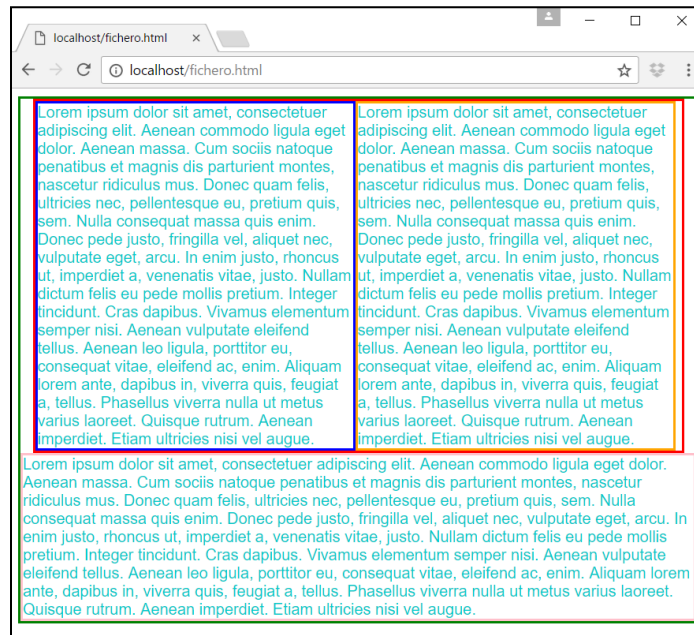 localhost/fichero.html
localhost/fichero.html
Lorem ipsum dolor sit amet, consectetuer
adipiscing elit. Aenean commodo ligula eget
dolor. Aenean massa. Cum sociis natoque
penatibus et magnis dis parturient montes,
nascetur ridiculus mus. Donec quam felis,
ultricies nec, pellentesque eu, pretium quis,
sem. Nulla consequat massa quis enim.
Donec pede justo, fringilla vel, aliquet nec,
vulputate eget, arcu. In enim justo, rhoncus
ut, imperdiet a, venenatis vitae, justo. Nullam
dictum felis eu pede mollis pretium. Integer
tincidunt. Cras dapibus. Vivamus elementum
semper nisi. Aenean vulputate eleifend
tellus. Aenean leo ligula, porttitor eu,
consequat vitae, eleifend ac, enim. Aliquam
lorem ante, dapibus in, viverra quis, feugiat
a, tellus. Phasellus viverra nulla ut metus
varius laoreet. Quisque rutrum. Aenean
imperdiet. Etiam ultricies nisi vel augue.
Lorem ipsum dolor sit amet, consectetuer
adipiscing elit. Aenean commodo ligula eget
dolor. Aenean massa. Cum sociis natoque
penatibus et magnis dis parturient montes,
nascetur ridiculus mus. Donec quam felis,
ultricies nec, pellentesque eu, pretium quis,
sem. Nulla consequat massa quis enim.
Donec pede justo, fringilla vel, aliquet nec,
vulputate eget, arcu. In enim justo, rhoncus
ut, imperdiet a, venenatis vitae, justo. Nullam
dictum felis eu pede mollis pretium. Integer
tincidunt. Cras dapibus. Vivamus elementum
semper nisi. Aenean vulputate eleifend
tellus. Aenean leo ligula, porttitor eu,
consequat vitae, eleifend ac, enim. Aliquam
lorem ante, dapibus in, viverra quis, feugiat
a, tellus. Phasellus viverra nulla ut metus
varius laoreet. Quisque rutrum. Aenean
imperdiet. Etiam ultricies nisi vel augue.
Lorem ipsum dolor sit amet, consectetuer adipiscing elit. Aenean commodo ligula eget dolor.
Aenean massa. Cum sociis natoque penatibus et magnis dis parturient montes, nascetur
ridiculus mus. Donec quam felis, ultricies nec, pellentesque eu, pretium quis, sem. Nulla
consequat massa quis enim. Donec pede justo, fringilla vel, aliquet nec, vulputate eget, arcu. In
enim justo, rhoncus ut, imperdiet a, venenatis vitae, justo. Nullam dictum felis eu pede mollis
pretium. Integer tincidunt. Cras dapibus. Vivamus elementum semper nisi. Aenean vulputate
eleifend tellus. Aenean leo ligula, porttitor eu, consequat vitae, eleifend ac, enim. Aliquam lorem
ante, dapibus in, viverra quis, feugiat a, tellus. Phasellus viverra nulla ut metus varius laoreet.
Quisque rutrum. Aenean imperdiet. Etiam ultricies nisi vel augue.